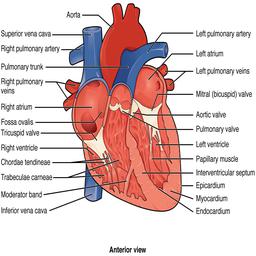 Aorta
Superior vena cava
Right pulmonary artery
Pulmonary trunk
Right pulmonary
veins
Right atrium
Fossa ovalis
Tricuspid valve
Right ventricle
Chordae tendineae
Trabeculae carneae
Moderator band
Inferior vena cava
Left pulmonary artery
Left atrium
Left pulmonary veins
Mitral (bicuspid) valve
Aortic valve
Pulmonary valve
Left ventricle
Papillary muscle
Interventricular septum
Epicardium
Myocardium
Endocardium
Anterior view